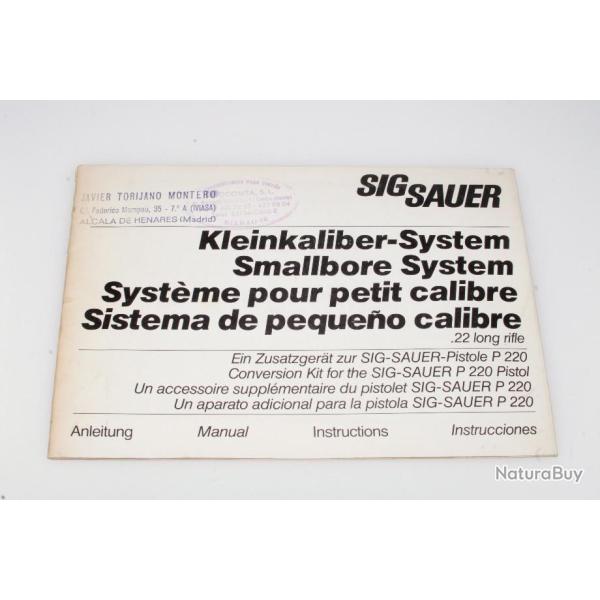 JAVIER TORIJANO MONTERO
Federico Mompou, 35 - 7.º A (IVIASA)
ALCALA DE HENARES (Madrid)
SIG SAUER
Kleinkaliber-System
Smallbore System
Système pour petit calibre
Sistema de pequeño calibre
.22 long rifle
Ein Zusatzgerät zur SIG-SAUER-Pistole P 220
Conversion Kit for the SIG-SAUER P 220 Pistol
Un accessoire supplémentaire du pistolet SIG-SAUER P 220
Un aparato adicional para la pistola SIG-SAUER P 220
Anleitung Manual Instructions Instrucciones
NaturaBuy